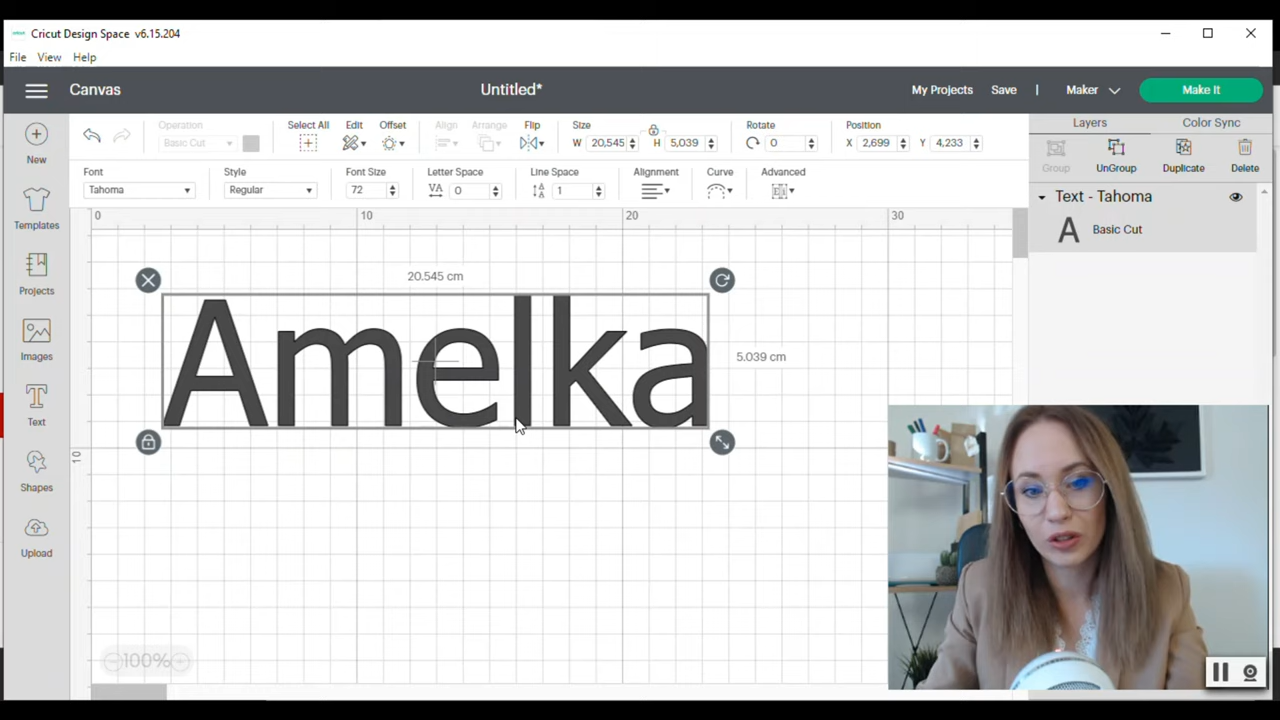 Cricut Design Space v6.15.204
File View Help
Canvas
Untitled*
My Projects Save | Maker Make It
Operation Select All Edit Offset Align Arrange Flip Size Rotate Position
Basic Cut W 20,545 H 5,039 0 X 2,699 Y 4,233
Font Style Font Size Letter Space Line Space Alignment Curve Advanced
Tahoma Regular 72 VA 0 1
Layers Color Sync
Group UnGroup Duplicate Delete
Text - Tahoma
A Basic Cut
New
Templates
Projects
Images
Text
Shapes
Upload
0 10 20 30
20.545 cm
Amelka
5.039 cm
10
100%